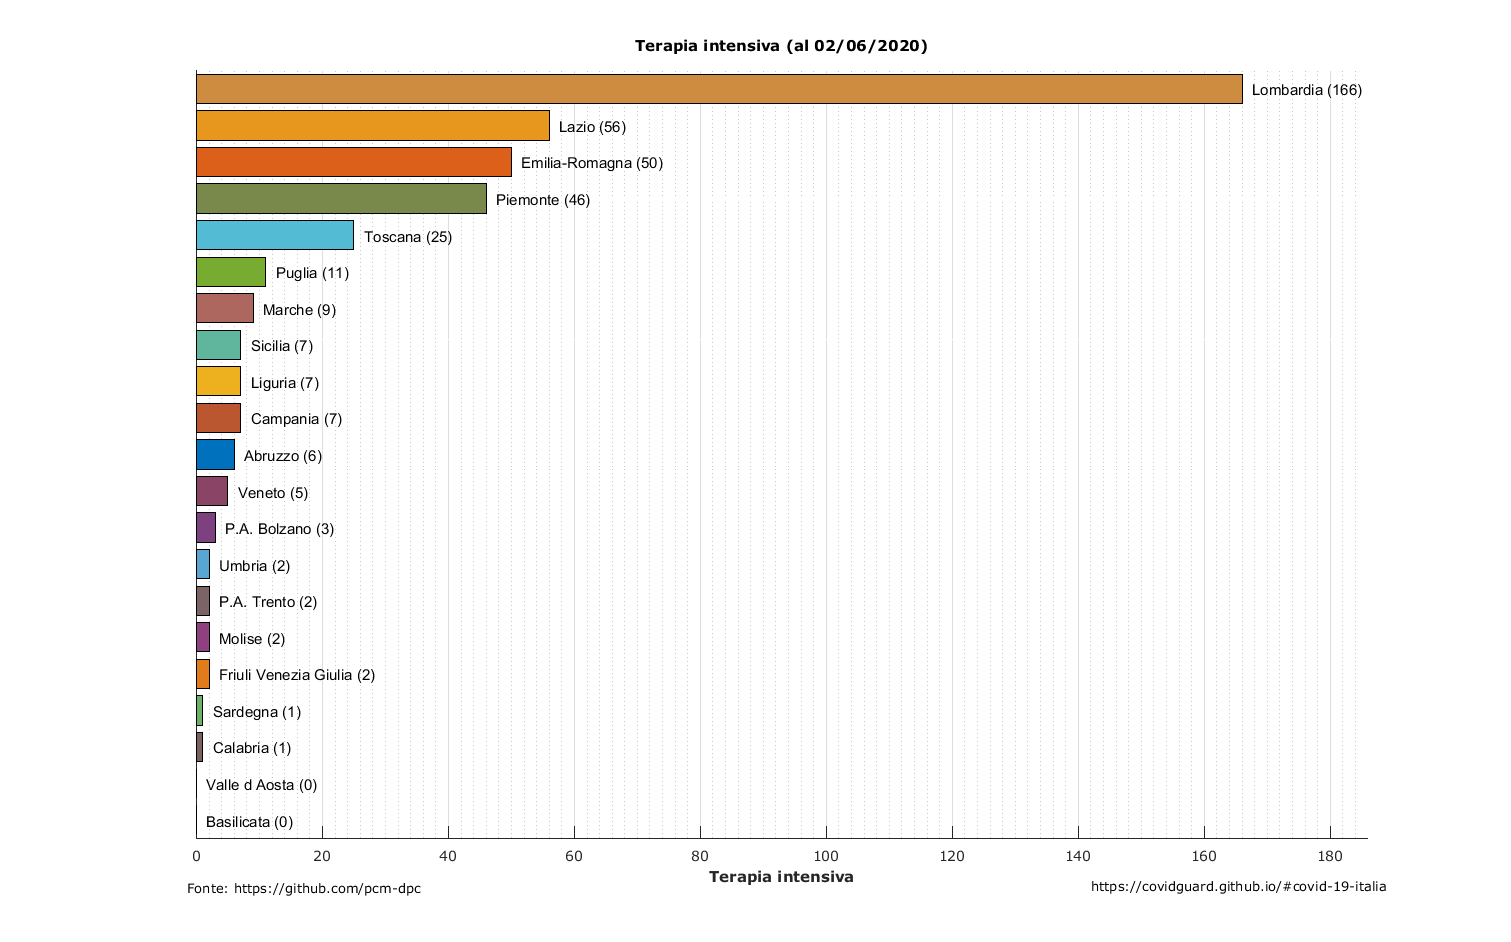 Terapia intensiva (al 02/06/2020)
Lombardia (166)
Lazio (56)
Emilia-Romagna (50)
Piemonte (46)
Toscana (25)
Puglia (11)
Marche (9)
Sicilia (7)
Liguria (7)
Campania (7)
Abruzzo (6)
Veneto (5)
P.A. Bolzano (3)
Umbria (2)
P.A. Trento (2)
Molise (2)
Friuli Venezia Giulia (2)
Sardegna (1)
Calabria (1)
Valle d Aosta (0)
Basilicata (0)
0 20 40 60 80 100 120 140 160 180
Terapia intensiva
Fonte: https://github.com/pcm-dpc
https://covidguard.github.io/#covid-19-italia